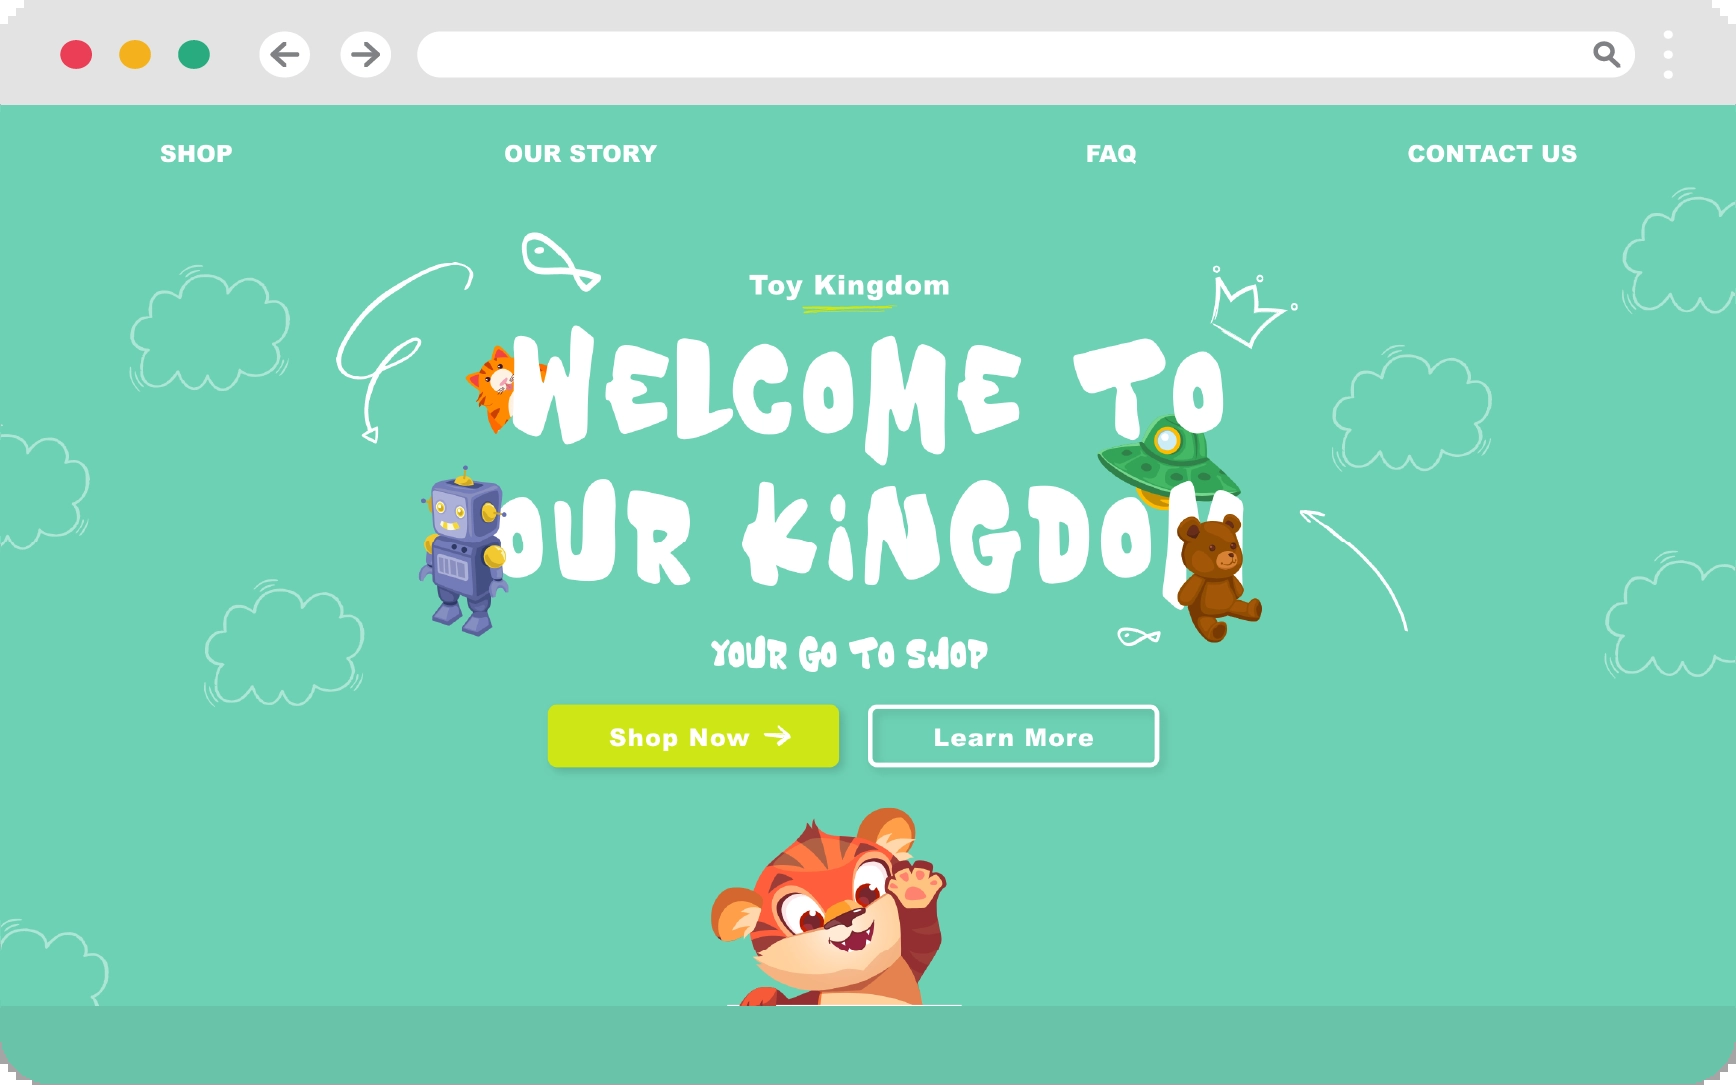 SHOP OUR STORY FAQ CONTACT US
Toy Kingdom
WELCOME TO
OUR KiNGDOM
YOUR GO TO SHOP
Shop Now
Learn More